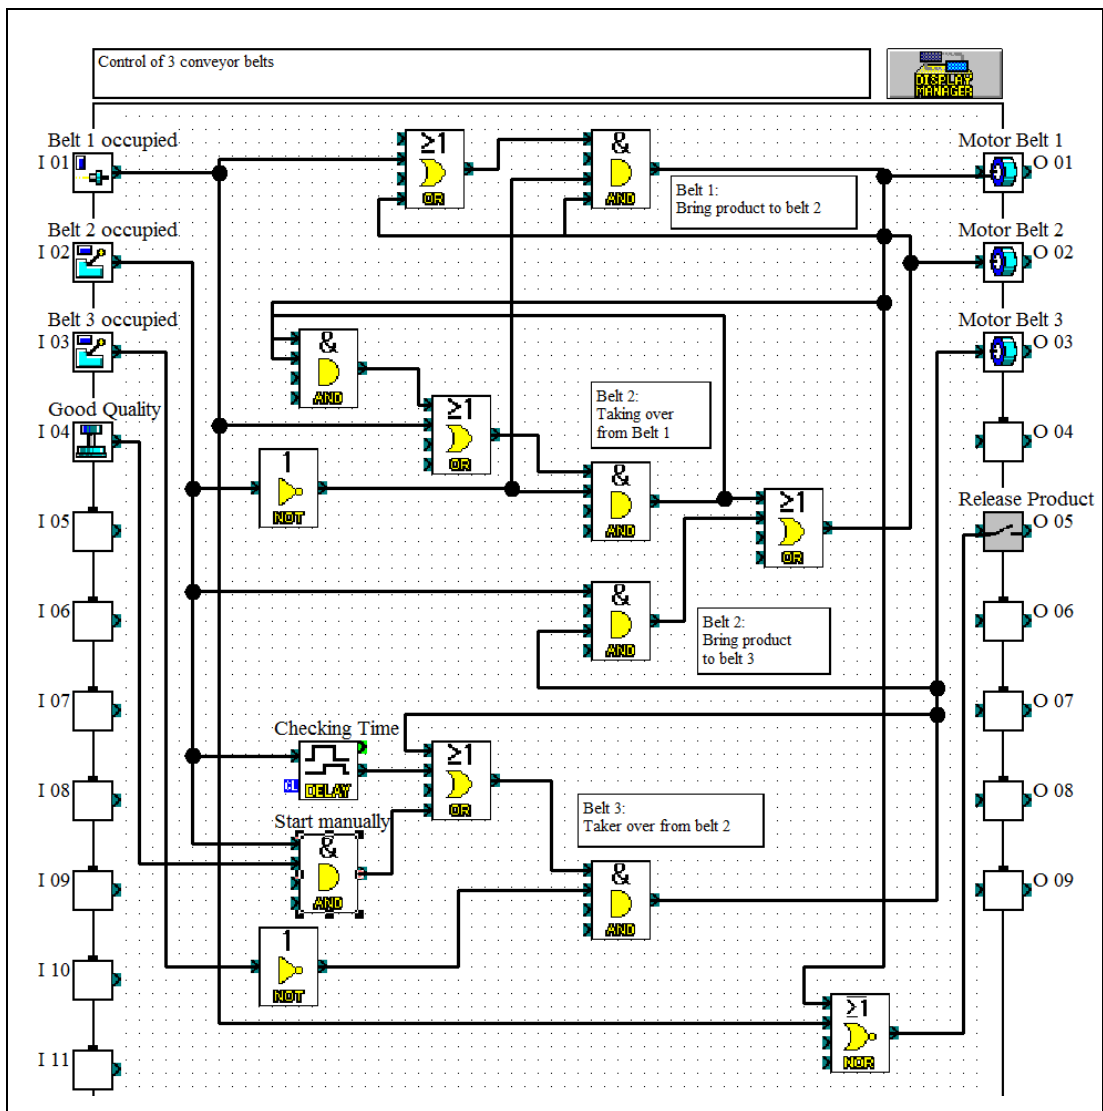 Control of 3 conveyor belts
DISPLAY
MANAGER
Belt 1 occupied
I 01
≥1
OR
&
AND
Belt 1:
Bring product to belt 2
Motor Belt 1
O 01
Belt 2 occupied
I 02
Motor Belt 2
O 02
Belt 3 occupied
I 03
&
AND
Motor Belt 3
O 03
Good Quality
I 04
≥1
OR
Belt 2:
Taking over
from Belt 1
O 04
1
NOT
&
AND
≥1
OR
Release Product
I 05
O 05
I 06
&
AND
Belt 2:
Bring product
to belt 3
O 06
I 07
O 07
Checking Time
CL
DELAY
≥1
OR
I 08
Belt 3:
Taker over from belt 2
O 08
Start manually
&
AND
I 09
&
AND
O 09
1
NOT
I 10
≥1
NOR
I 11